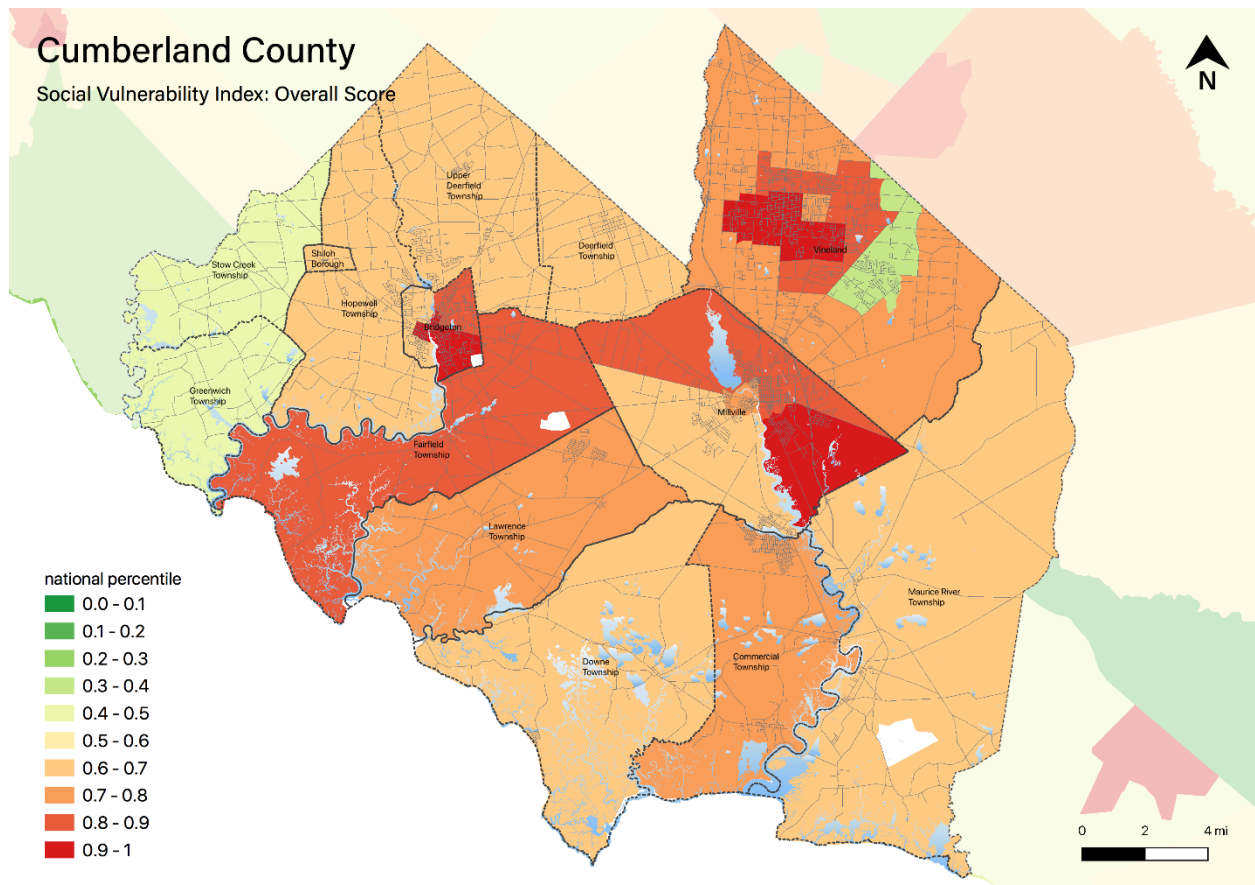 Cumberland County
Social Vulnerability Index: Overall Score
N
Upper
Deerfield
Township
Deerfield
Township
Vineland
Shiloh
Borough
Stow Creek
Township
Hopewell
Township
Bridgeton
Greenwich
Township
Millville
Fairfield
Township
Lawrence
Township
Maurice River
Township
Downe
Township
Commercial
Township
national percentile
0.0 - 0.1
0.1 - 0.2
0.2 - 0.3
0.3 - 0.4
0.4 - 0.5
0.5 - 0.6
0.6 - 0.7
0.7 - 0.8
0.8 - 0.9
0.9 - 1
0 2 4 mi